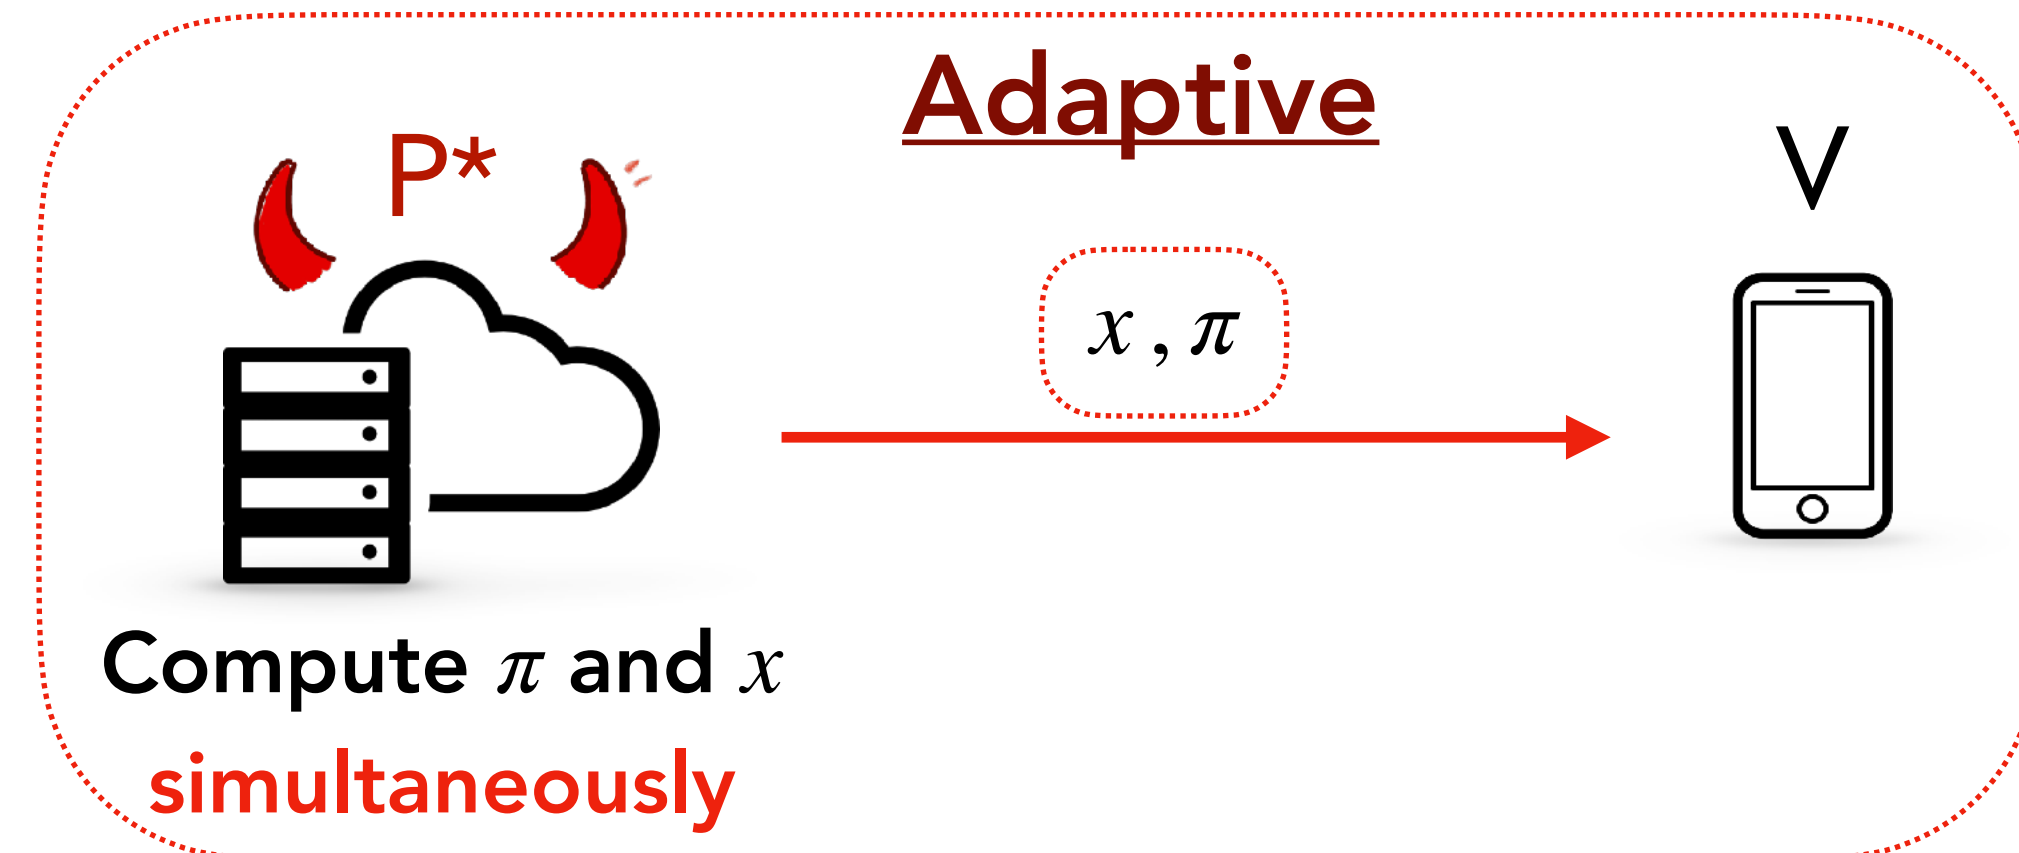 Adaptive
P*
V
x , π
Compute π and x
simultaneously